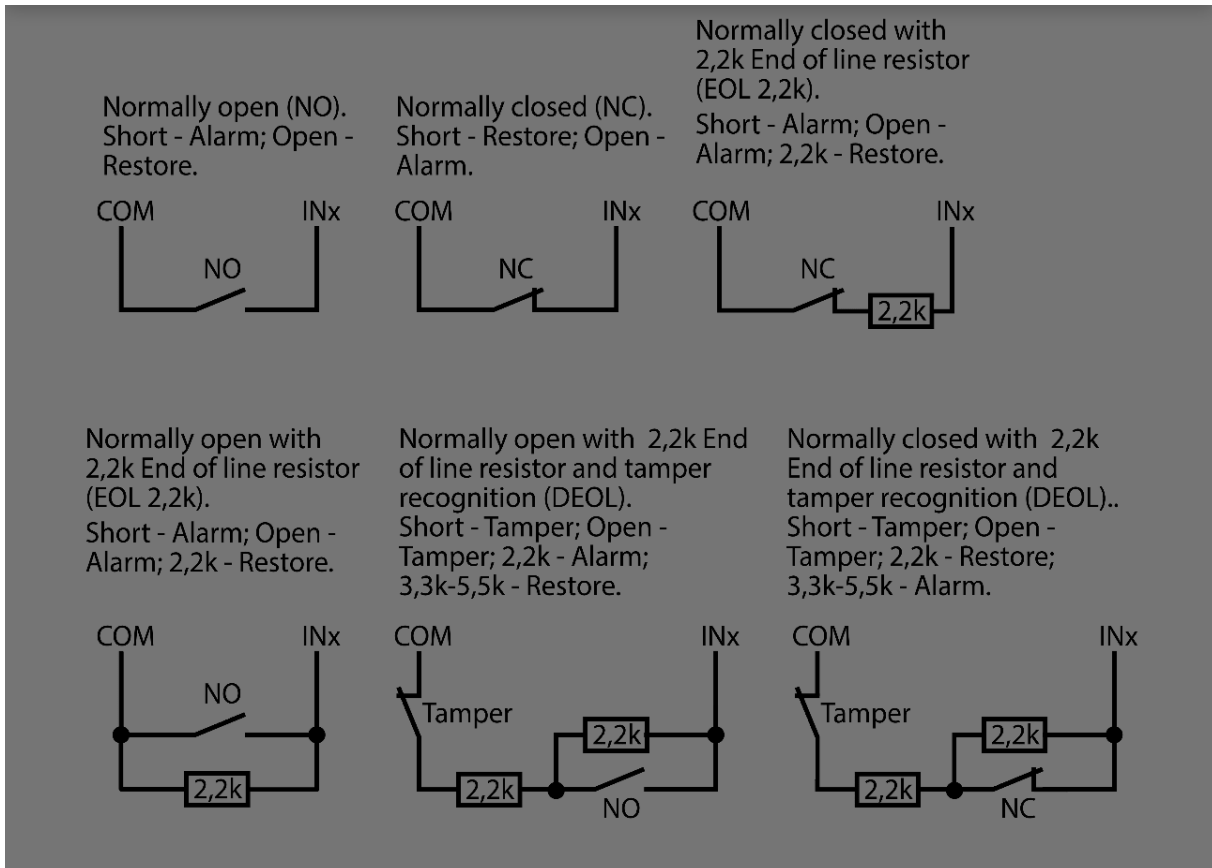 Normally open (NO).
Short - Alarm; Open -
Restore.
COM
INx
NO
Normally closed (NC).
Short - Restore; Open -
Alarm.
COM
INx
NC
Normally closed with
2,2k End of line resistor
(EOL 2,2k).
Short - Alarm; Open -
Alarm; 2,2k - Restore.
COM
INx
NC
2,2k
Normally open with
2,2k End of line resistor
(EOL 2,2k).
Short - Alarm; Open -
Alarm; 2,2k - Restore.
COM
INx
NO
2,2k
Normally open with 2,2k End
of line resistor and tamper
recognition (DEOL).
Short - Tamper; Open -
Tamper; 2,2k - Alarm;
3,3k-5,5k - Restore.
COM
INx
Tamper
2,2k
2,2k
NO
Normally closed with 2,2k
End of line resistor and
tamper recognition (DEOL)..
Short - Tamper; Open -
Tamper; 2,2k - Restore;
3,3k-5,5k - Alarm.
COM
INx
Tamper
2,2k
2,2k
NC